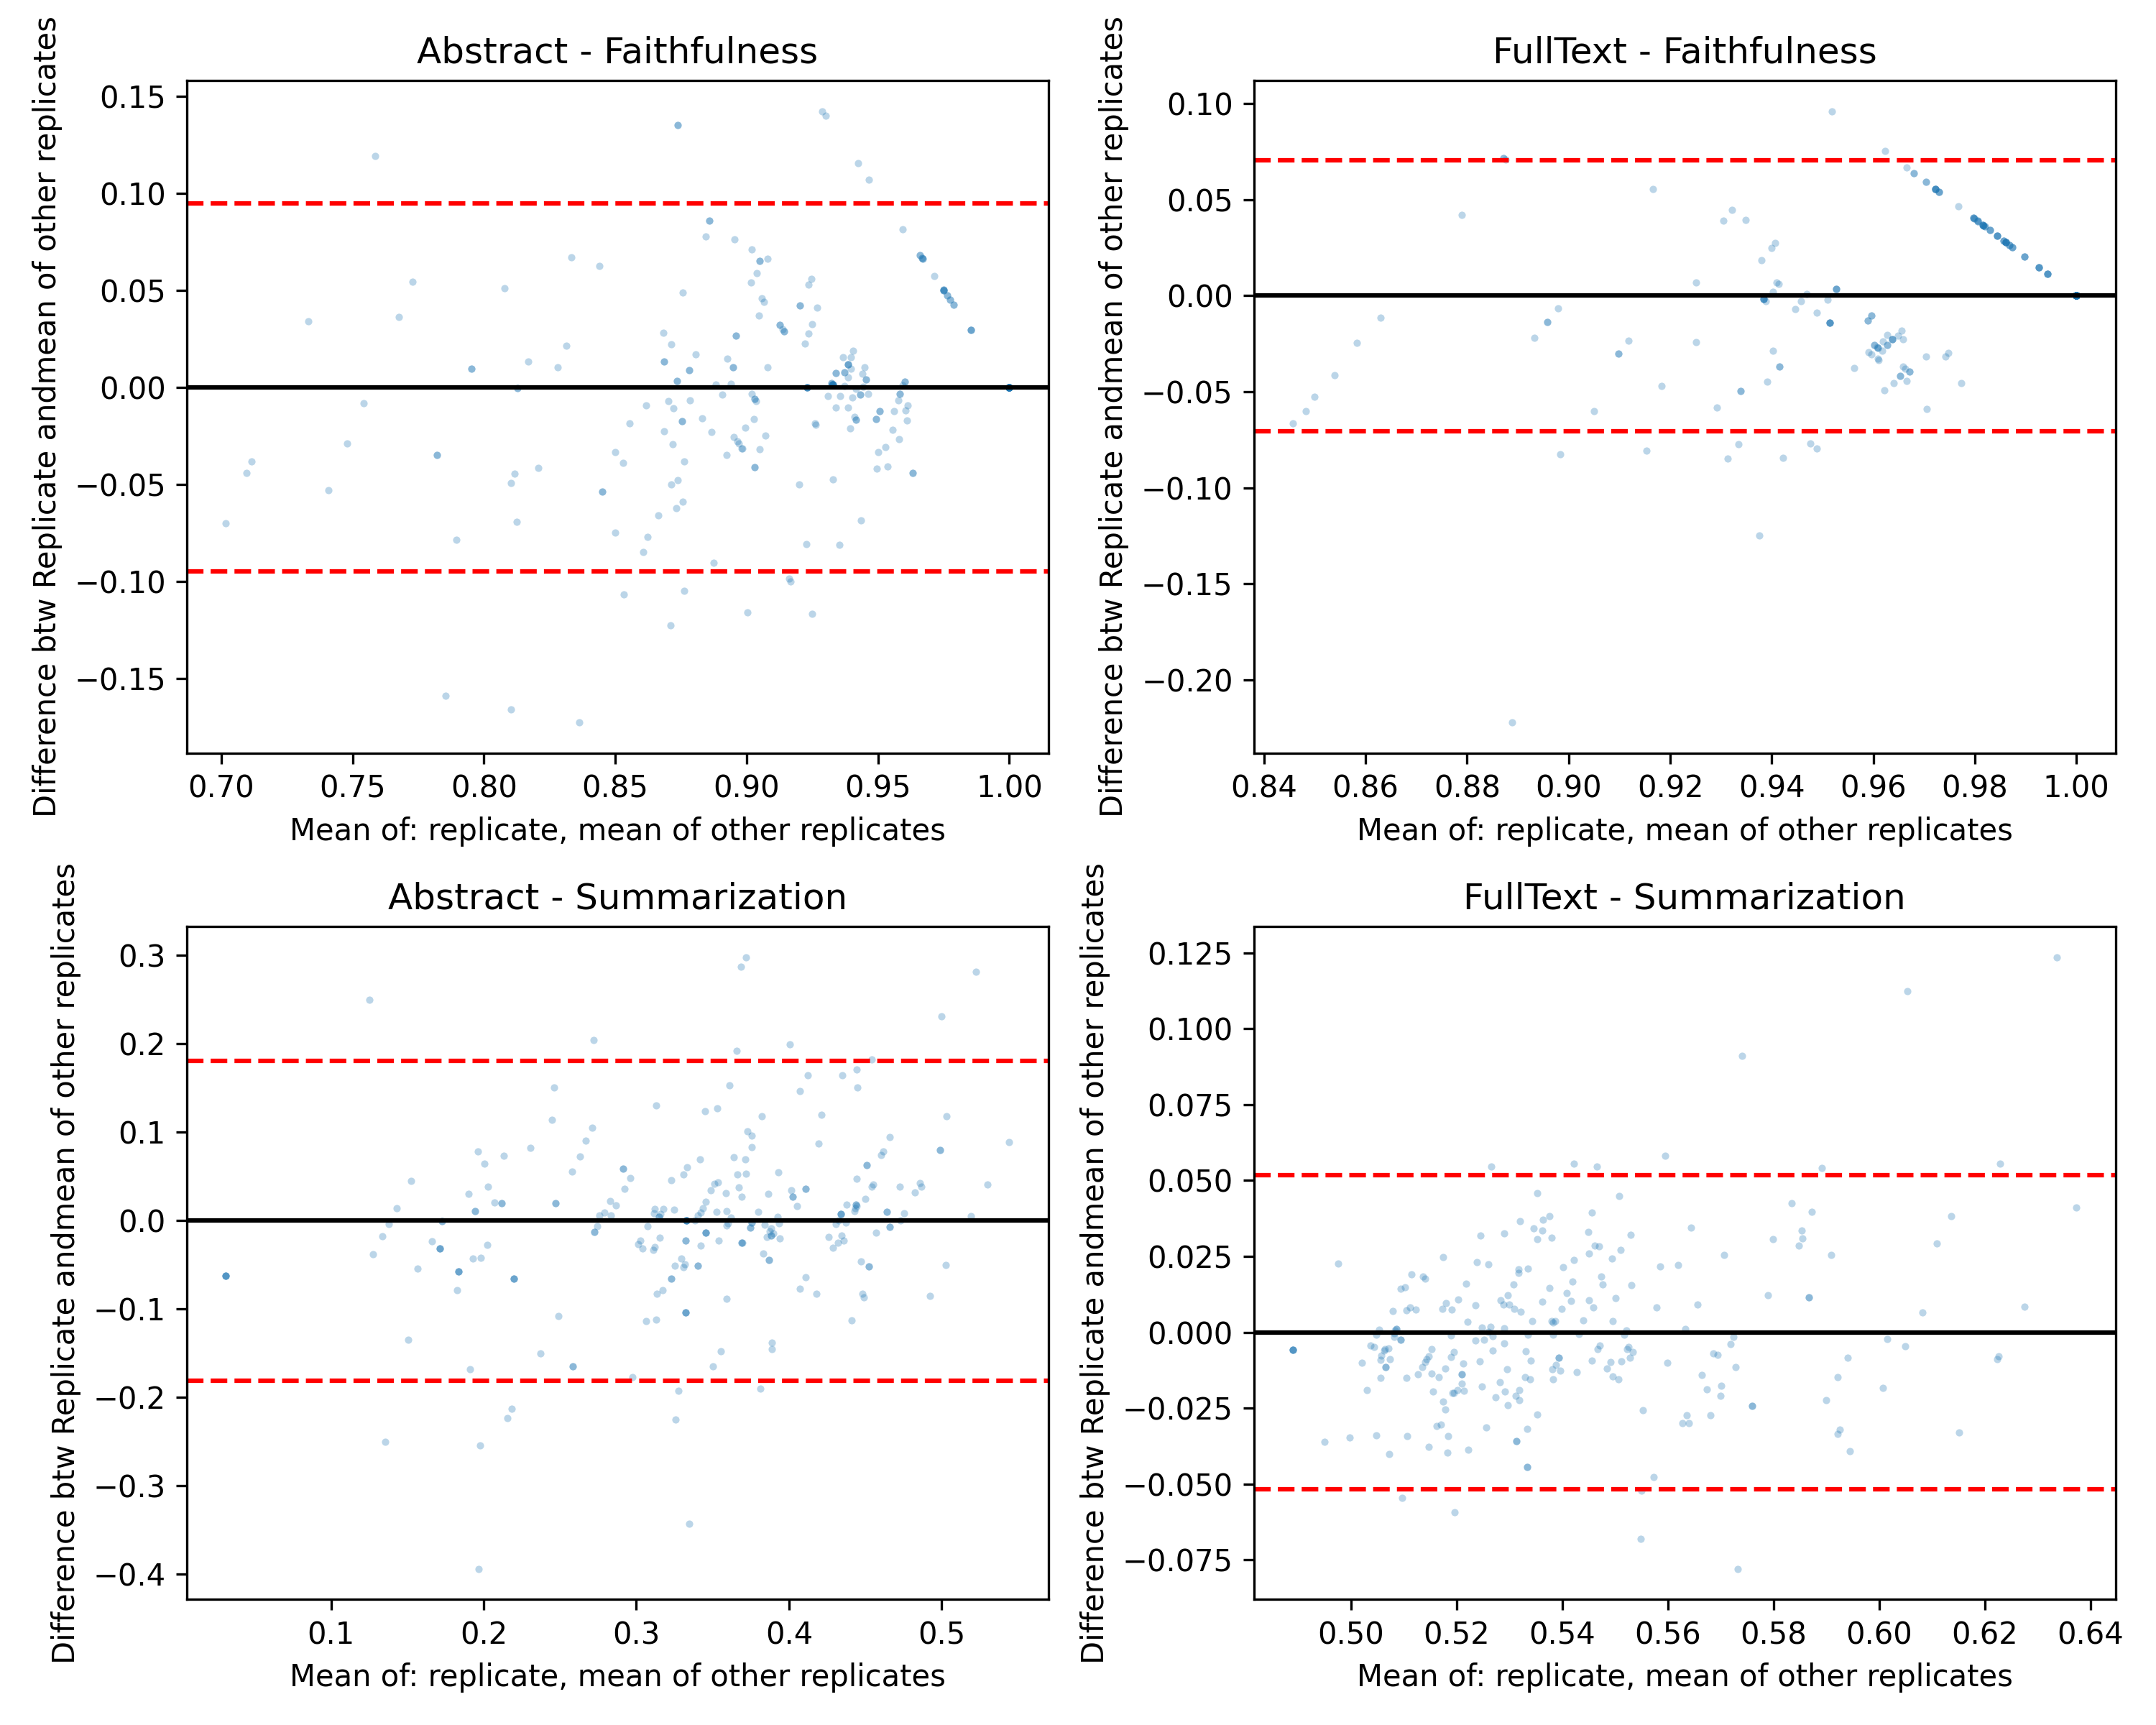 Abstract - Faithfulness
Difference btw Replicate andmean of other replicates
0.15
0.10
0.05
0.00
−0.05
−0.10
−0.15
0.70 0.75 0.80 0.85 0.90 0.95 1.00
Mean of: replicate, mean of other replicates
FullText - Faithfulness
Difference btw Replicate andmean of other replicates
0.10
0.05
0.00
−0.05
−0.10
−0.15
−0.20
0.84 0.86 0.88 0.90 0.92 0.94 0.96 0.98 1.00
Mean of: replicate, mean of other replicates
Abstract - Summarization
Difference btw Replicate andmean of other replicates
0.3
0.2
0.1
0.0
−0.1
−0.2
−0.3
−0.4
0.1 0.2 0.3 0.4 0.5
Mean of: replicate, mean of other replicates
FullText - Summarization
Difference btw Replicate andmean of other replicates
0.125
0.100
0.075
0.050
0.025
0.000
−0.025
−0.050
−0.075
0.50 0.52 0.54 0.56 0.58 0.60 0.62 0.64
Mean of: replicate, mean of other replicates